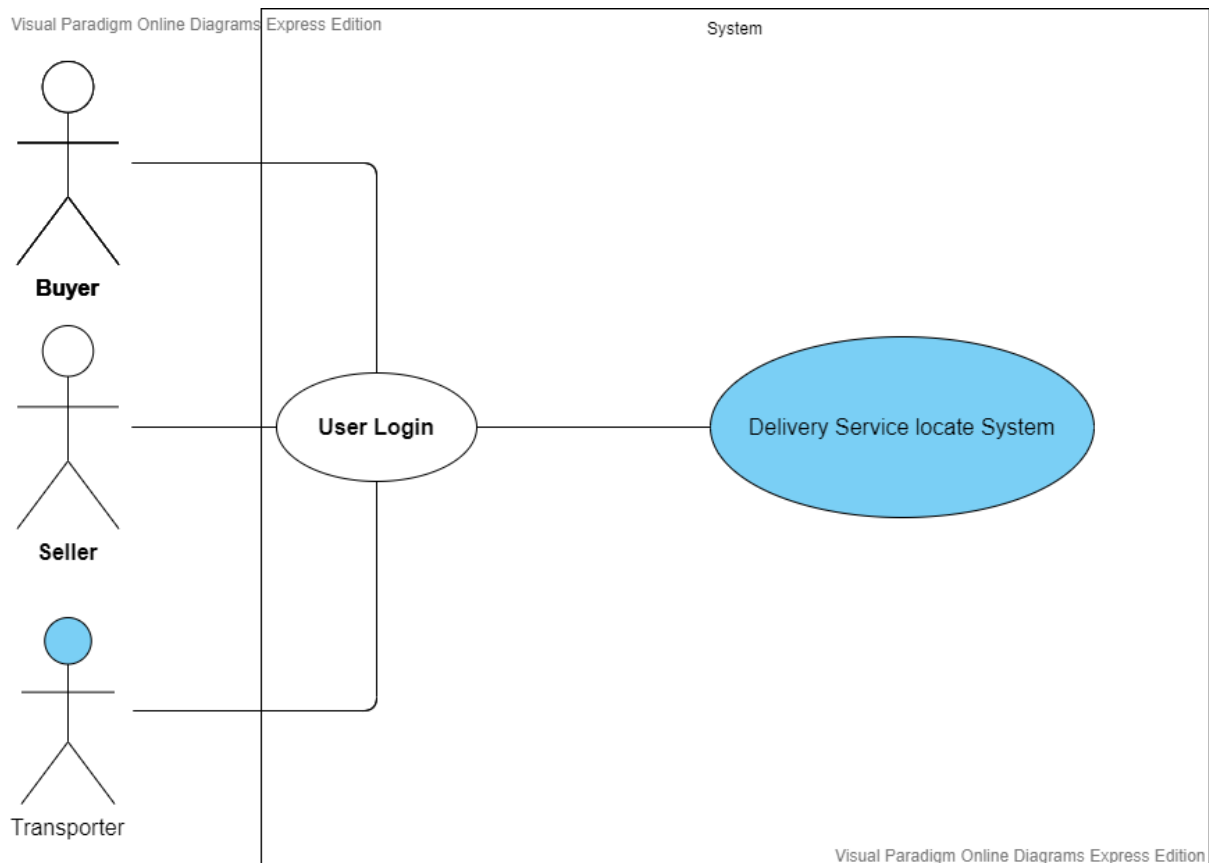 Visual Paradigm Online Diagrams Express Edition
System
Buyer
User Login
Delivery Service locate System
Seller
Transporter
Visual Paradigm Online Diagrams Express Edition